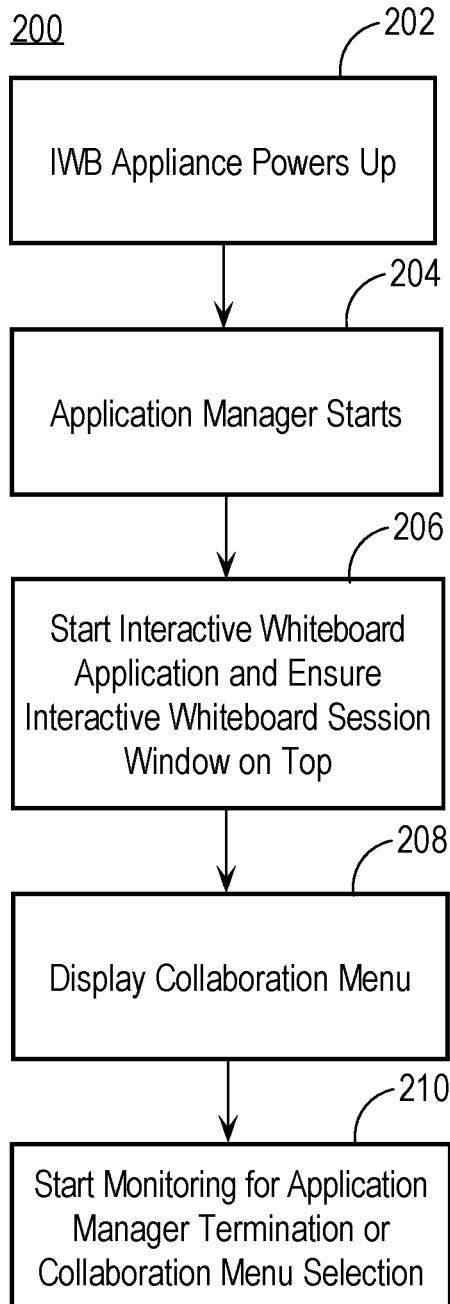 200
202
IWB Appliance Powers Up
204
Application Manager Starts
206
Start Interactive Whiteboard
Application and Ensure
Interactive Whiteboard Session
Window on Top
208
Display Collaboration Menu
210
Start Monitoring for Application
Manager Termination or
Collaboration Menu Selection